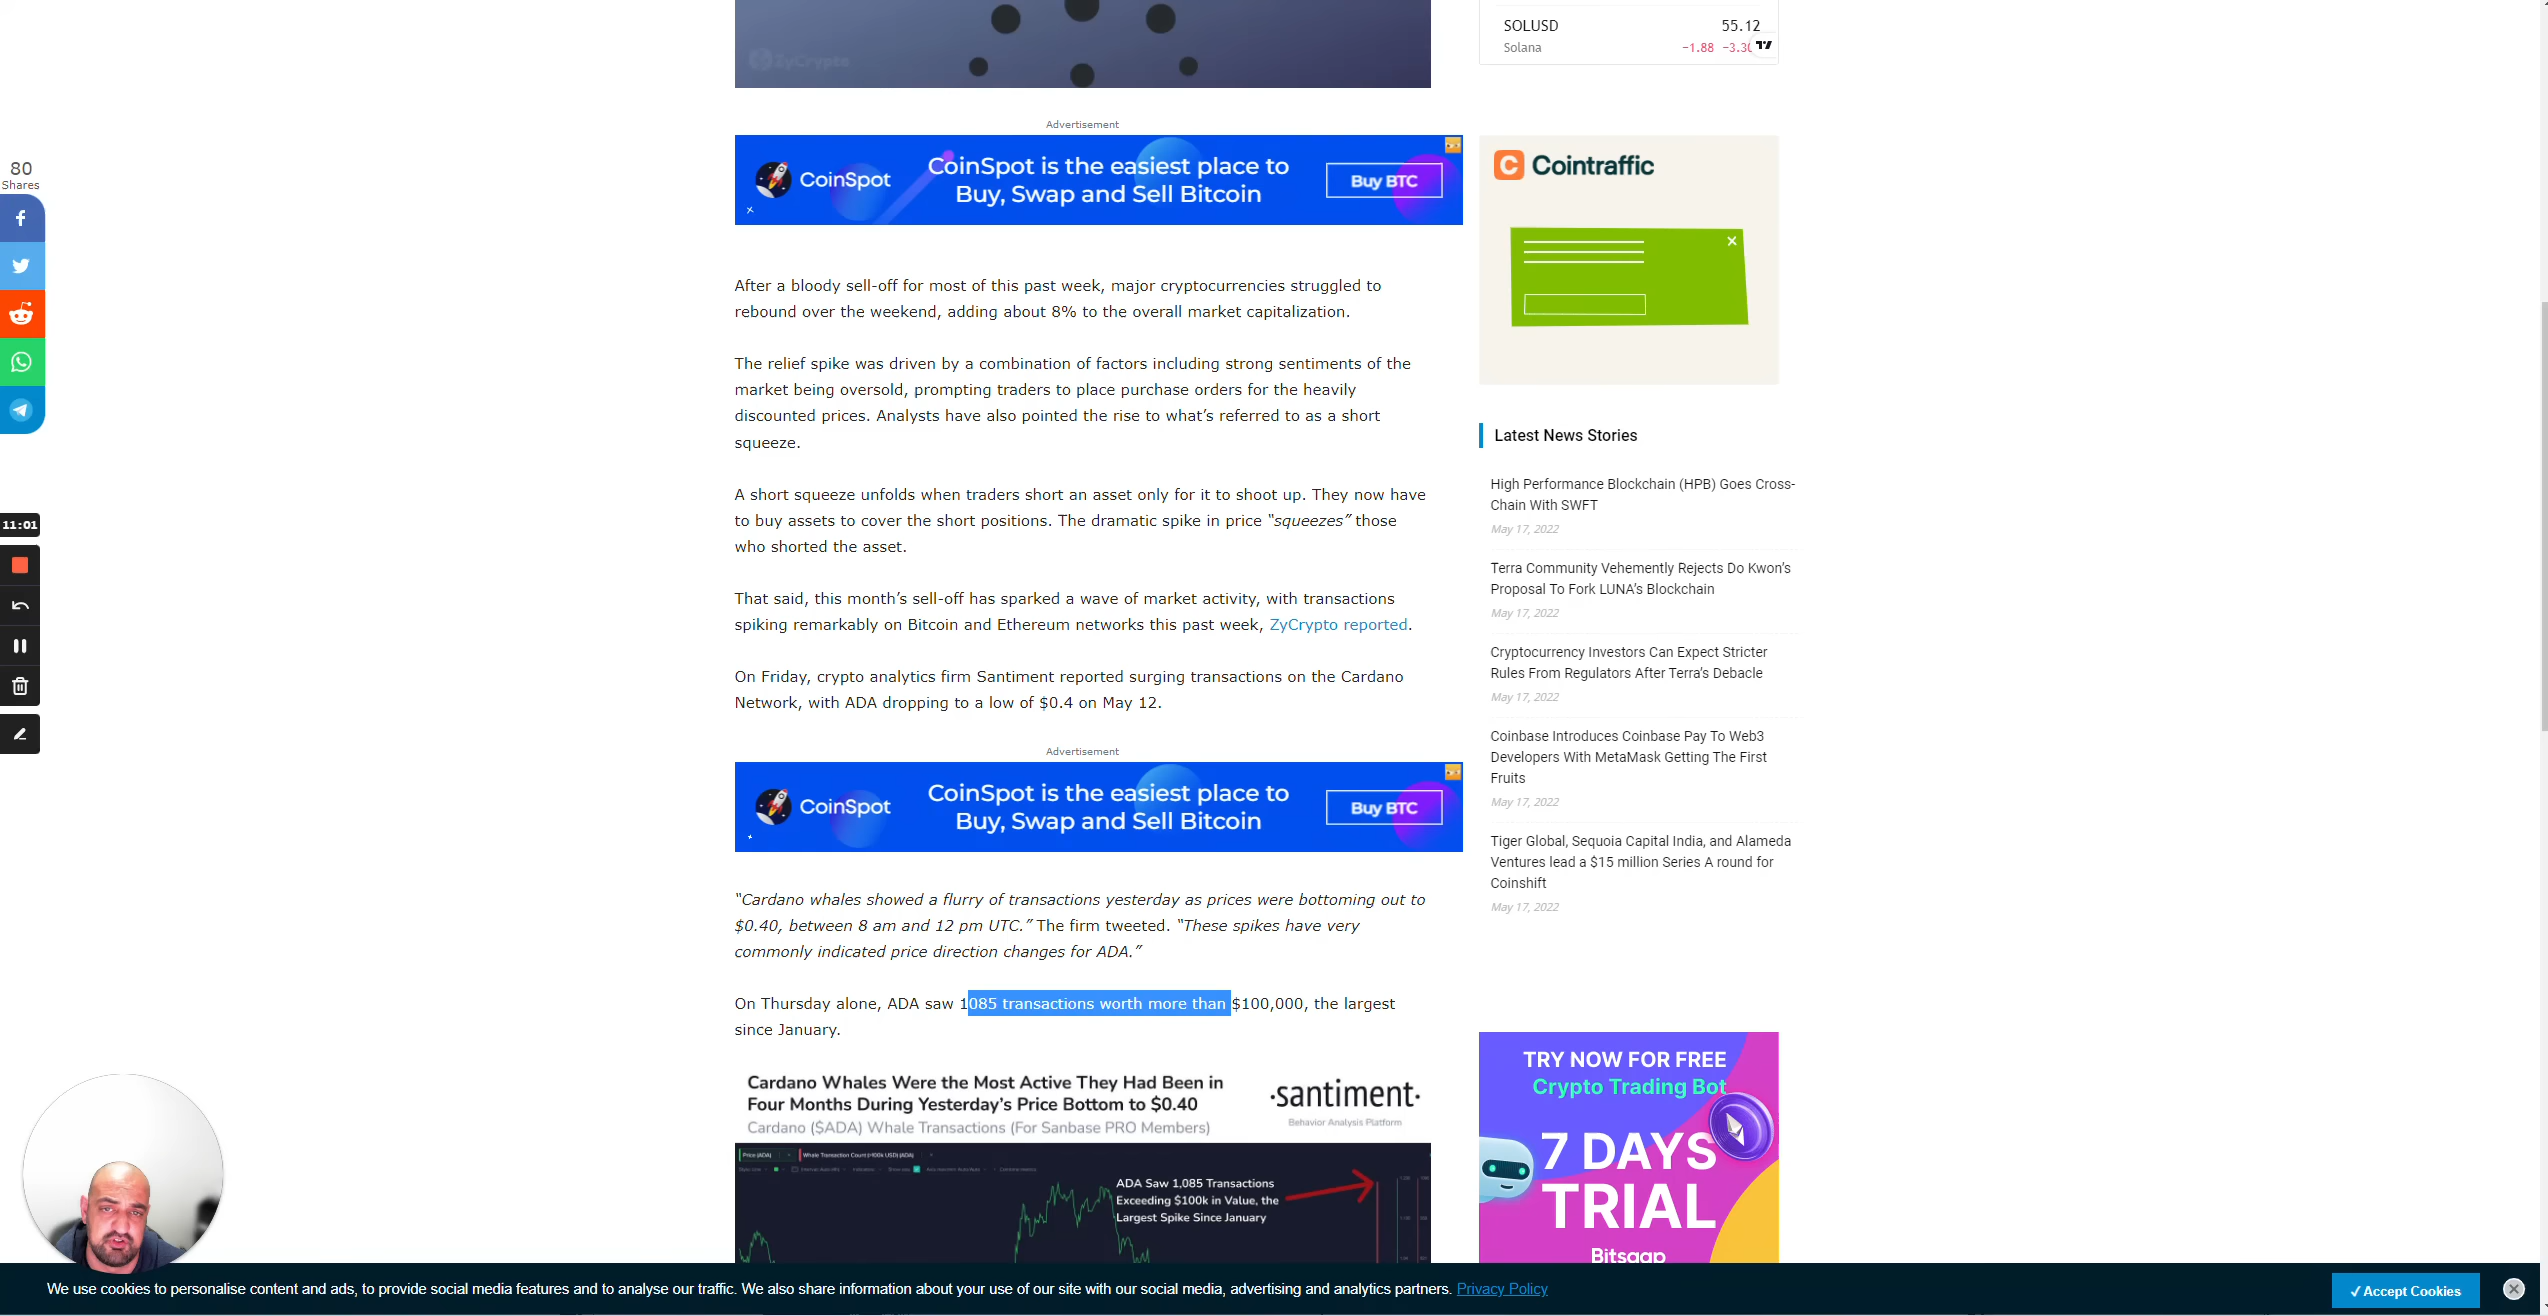 SOLUSD 55.12
Solana −1.88
ZyCrypto
Advertisement
CoinSpot
CoinSpot is the easiest place to
Buy, Swap and Sell Bitcoin
Buy BTC
Cointraffic
80
Shares
After a bloody sell-off for most of this past week, major cryptocurrencies struggled to
rebound over the weekend, adding about 8% to the overall market capitalization.
The relief spike was driven by a combination of factors including strong sentiments of the
market being oversold, prompting traders to place purchase orders for the heavily
discounted prices. Analysts have also pointed the rise to what’s referred to as a short
squeeze.
A short squeeze unfolds when traders short an asset only for it to shoot up. They now have
to buy assets to cover the short positions. The dramatic spike in price “squeezes” those
who shorted the asset.
That said, this month’s sell-off has sparked a wave of market activity, with transactions
spiking remarkably on Bitcoin and Ethereum networks this past week, ZyCrypto reported.
On Friday, crypto analytics firm Santiment reported surging transactions on the Cardano
Network, with ADA dropping to a low of $0.4 on May 12.
Advertisement
CoinSpot
CoinSpot is the easiest place to
Buy, Swap and Sell Bitcoin
Buy BTC
“Cardano whales showed a flurry of transactions yesterday as prices were bottoming out to
$0.40, between 8 am and 12 pm UTC.” The firm tweeted. “These spikes have very
commonly indicated price direction changes for ADA.”
On Thursday alone, ADA saw 1085 transactions worth more than $100,000, the largest
since January.
Cardano Whales Were the Most Active They Had Been in
Four Months During Yesterday’s Price Bottom to $0.40
Cardano ($ADA) Whale Transactions (For Sanbase PRO Members)
·santiment·
Behavior Analysis Platform
Price (ADA)
Whale Transaction Count (>100k USD) (ADA)
ADA Saw 1,085 Transactions
Exceeding $100k in Value, the
Largest Spike Since January
Latest News Stories
High Performance Blockchain (HPB) Goes Cross-
Chain With SWFT
May 17, 2022
Terra Community Vehemently Rejects Do Kwon’s
Proposal To Fork LUNA’s Blockchain
May 17, 2022
Cryptocurrency Investors Can Expect Stricter
Rules From Regulators After Terra’s Debacle
May 17, 2022
Coinbase Introduces Coinbase Pay To Web3
Developers With MetaMask Getting The First
Fruits
May 17, 2022
Tiger Global, Sequoia Capital India, and Alameda
Ventures lead a $15 million Series A round for
Coinshift
May 17, 2022
TRY NOW FOR FREE
Crypto Trading Bot
7 DAYS
TRIAL
Bitsgap
11:01
We use cookies to personalise content and ads, to provide social media features and to analyse our traffic. We also share information about your use of our site with our social media, advertising and analytics partners. Privacy Policy
✓Accept Cookies